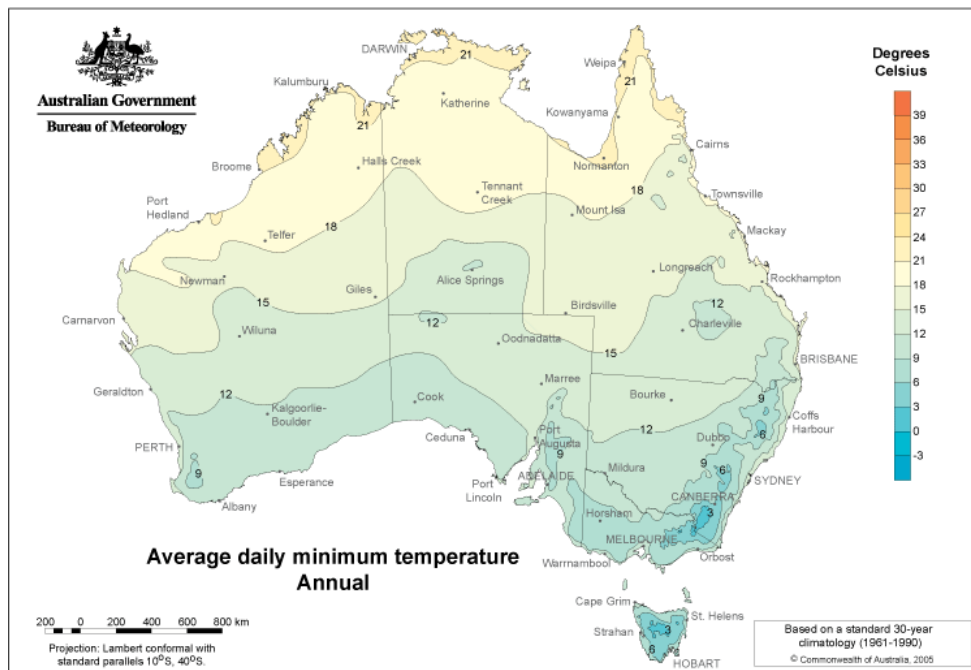 Australian Government
Bureau of Meteorology
DARWIN
21
Weipa
21
Kalumburu
Katherine
Kowanyama
21
Broome
Halls Creek
Normanton
Cairns
Tennant
Creek
18
Port
Hedland
Mount Isa
Townsville
18
Telfer
Mackay
Newman
Alice Springs
Longreach
Rockhampton
15
Giles
Birdsville
12
Carnarvon
12
Charleville
Wiluna
Oodnadatta
15
BRISBANE
Geraldton
12
Marree
Cook
Bourke
9
Kalgoorlie-
Boulder
Coffs
Harbour
12
PERTH
Ceduna
Port
Augusta
Dubbo
6
9
9
Mildura
9
6
ADELAIDE
SYDNEY
Esperance
Port
Lincoln
CANBERRA
Albany
Horsham
3
MELBOURNE
Orbost
Warrnambool
Cape Grim
St. Helens
Strahan
3
6
HOBART
Degrees
Celsius
39
36
33
30
27
24
21
18
15
12
9
6
3
0
-3
Average daily minimum temperature
Annual
200 0 200 400 600 800 km
Projection: Lambert conformal with
standard parallels 10ºS, 40ºS.
Based on a standard 30-year
climatology (1961-1990)
© Commonwealth of Australia, 2005